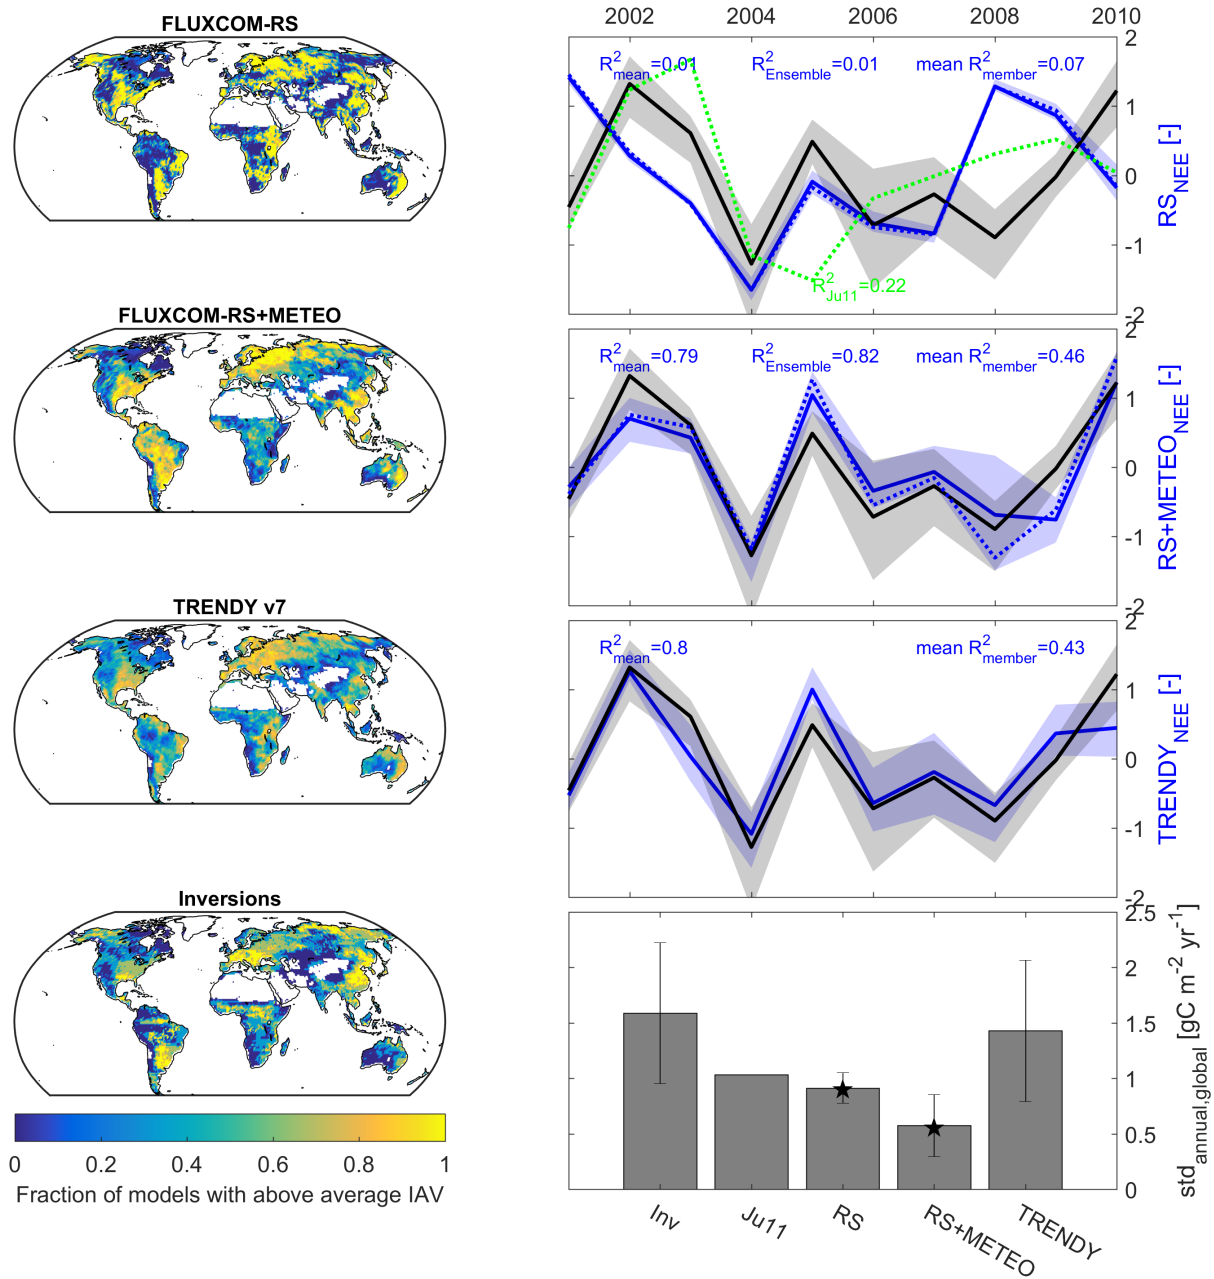 FLUXCOM-RS
FLUXCOM-RS+METEO
TRENDY v7
Inversions
0 0.2 0.4 0.6 0.8 1
Fraction of models with above average IAV
2002 2004 2006 2008 2010
R²mean=0.01 R²Ensemble=0.01 mean R²member=0.07
R²Ju11=0.22
2
1
0
-1
-2
RSNEE [-]
R²mean=0.79 R²Ensemble=0.82 mean R²member=0.46
2
1
0
-1
-2
RS+METEONEE [-]
R²mean=0.8 mean R²member=0.43
2
1
0
-1
-2
TRENDYNEE [-]
2.5
2
1.5
1
0.5
0
stdannual,global [gC m-2 yr-1]
Inv Ju11 RS RS+METEO TRENDY